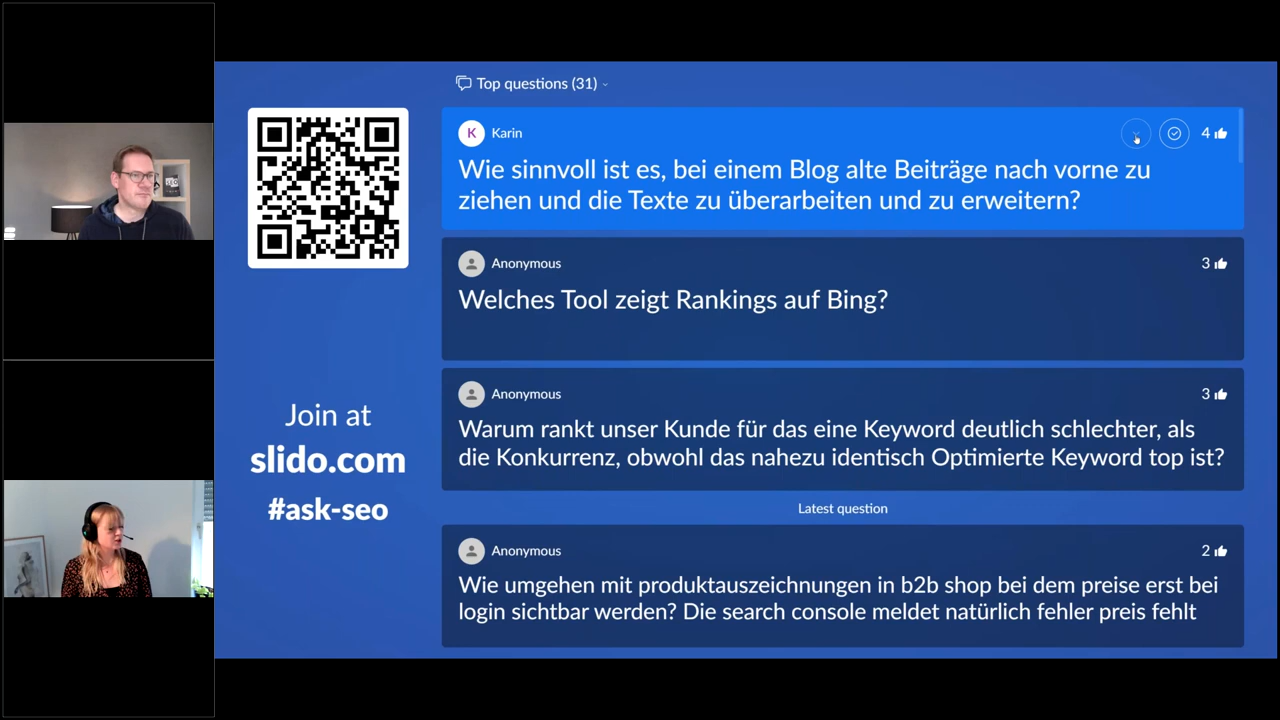 Top questions (31)
K Karin 4
Wie sinnvoll ist es, bei einem Blog alte Beiträge nach vorne zu
ziehen und die Texte zu überarbeiten und zu erweitern?
Anonymous 3
Welches Tool zeigt Rankings auf Bing?
Anonymous 3
Warum rankt unser Kunde für das eine Keyword deutlich schlechter, als
die Konkurrenz, obwohl das nahezu identisch Optimierte Keyword top ist?
Latest question
Anonymous 2
Wie umgehen mit produktauszeichnungen in b2b shop bei dem preise erst bei
login sichtbar werden? Die search console meldet natürlich fehler preis fehlt
Join at
slido.com
#ask-seo